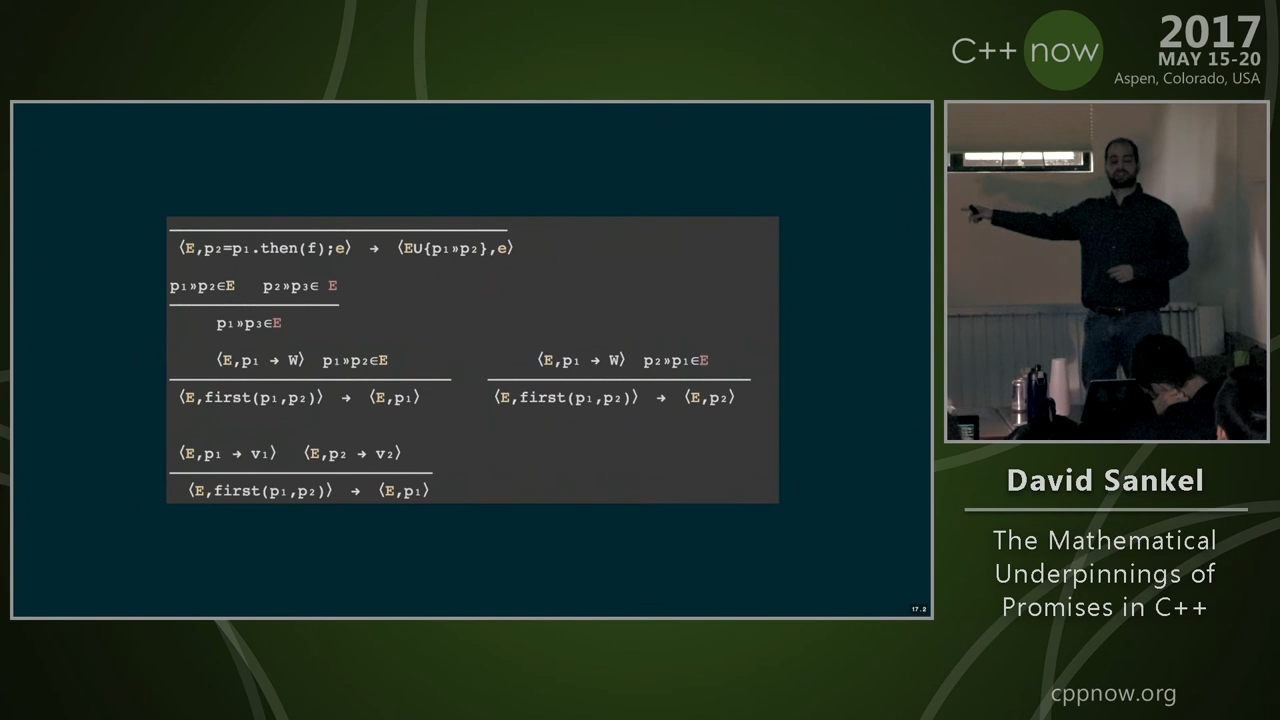 C++ now
2017
MAY 15-20
Aspen, Colorado, USA
⟨E,p₂=p₁.then(f);e⟩ → ⟨E∪{p₁»p₂},e⟩
p₁»p₂∈E p₂»p₃∈ E
p₁»p₃∈E
⟨E,p₁ → W⟩ p₁»p₂∈E
⟨E,first(p₁,p₂)⟩ → ⟨E,p₁⟩
⟨E,p₁ → W⟩ p₂»p₁∈E
⟨E,first(p₁,p₂)⟩ → ⟨E,p₂⟩
⟨E,p₁ → v₁⟩ ⟨E,p₂ → v₂⟩
⟨E,first(p₁,p₂)⟩ → ⟨E,p₁⟩
17.2
David Sankel
The Mathematical
Underpinnings of
Promises in C++
cppnow.org